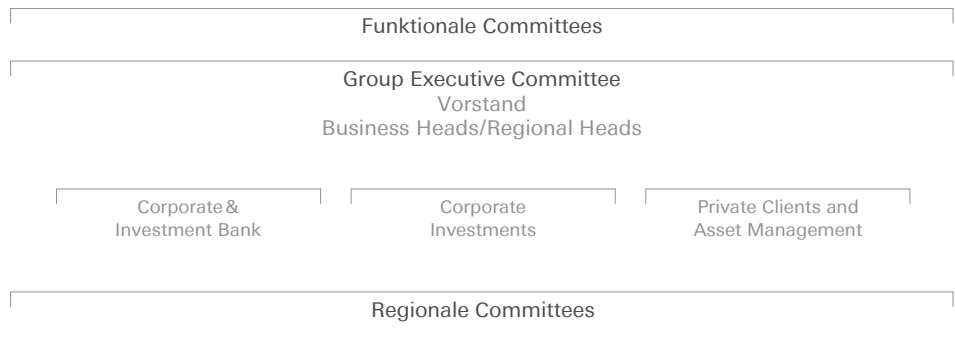 Funktionale Committees
Group Executive Committee
Vorstand
Business Heads/Regional Heads
Corporate &
Investment Bank
Corporate
Investments
Private Clients and
Asset Management
Regionale Committees